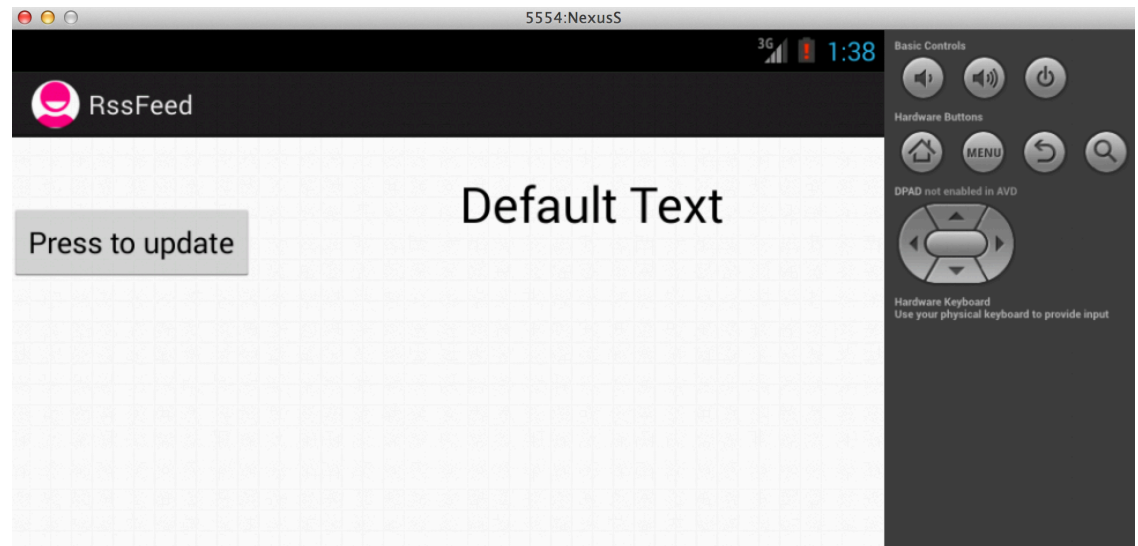 5554:NexusS
3G 1:38
RssFeed
Default Text
Press to update
Basic Controls
Hardware Buttons
MENU
DPAD not enabled in AVD
Hardware Keyboard
Use your physical keyboard to provide input